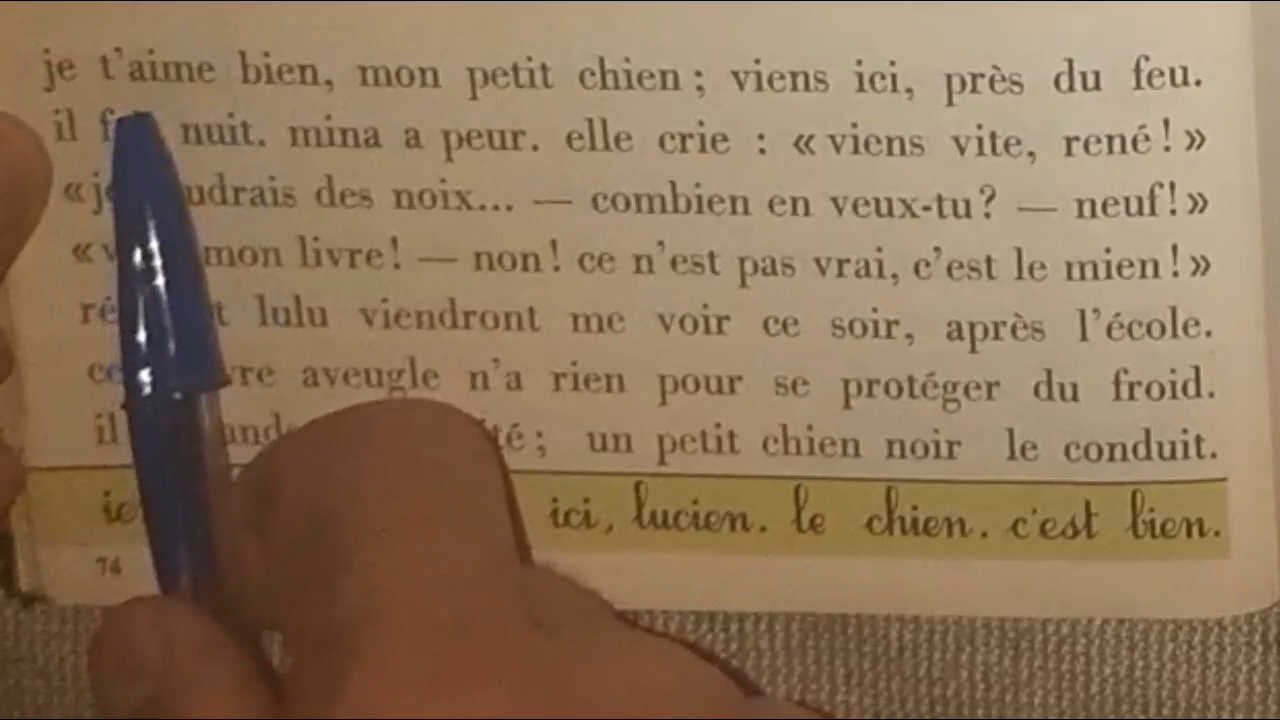 je t'aime bien, mon petit chien ; viens ici, près du feu.
il nuit. mina a peur. elle crie : « viens vite, rené ! »
des noix... — combien en veux-tu ? — neuf ! »
mon livre ! — non ! ce n'est pas vrai, c'est le mien ! »
lulu viendront me voir ce soir, après l'école.
aveugle n'a rien pour se protéger du froid.
il ; un petit chien noir le conduit.
ici, lucien. le chien. c'est bien.
74